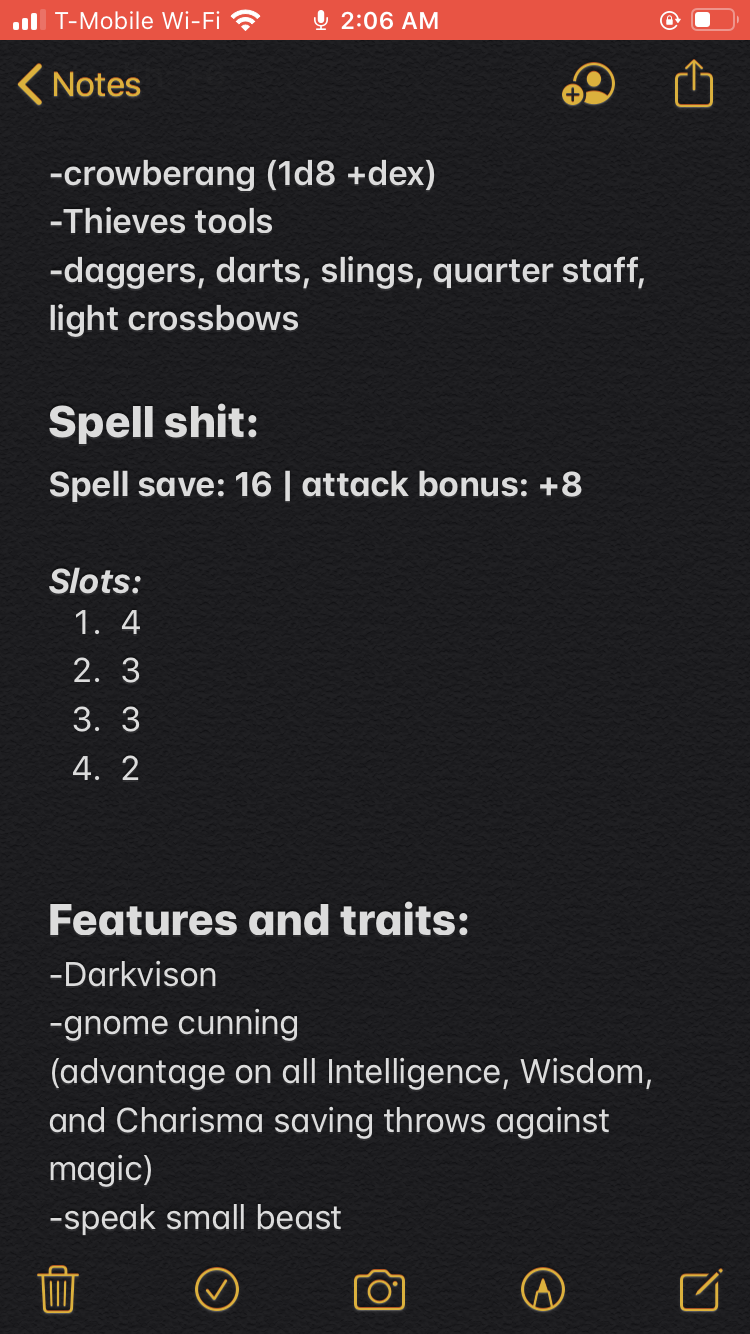 T-Mobile Wi-Fi 2:06 AM
Notes
-crowberang (1d8 +dex)
-Thieves tools
-daggers, darts, slings, quarter staff,
light crossbows
Spell shit:
Spell save: 16 | attack bonus: +8
Slots:
1. 4
2. 3
3. 3
4. 2
Features and traits:
-Darkvison
-gnome cunning
(advantage on all Intelligence, Wisdom,
and Charisma saving throws against
magic)
-speak small beast